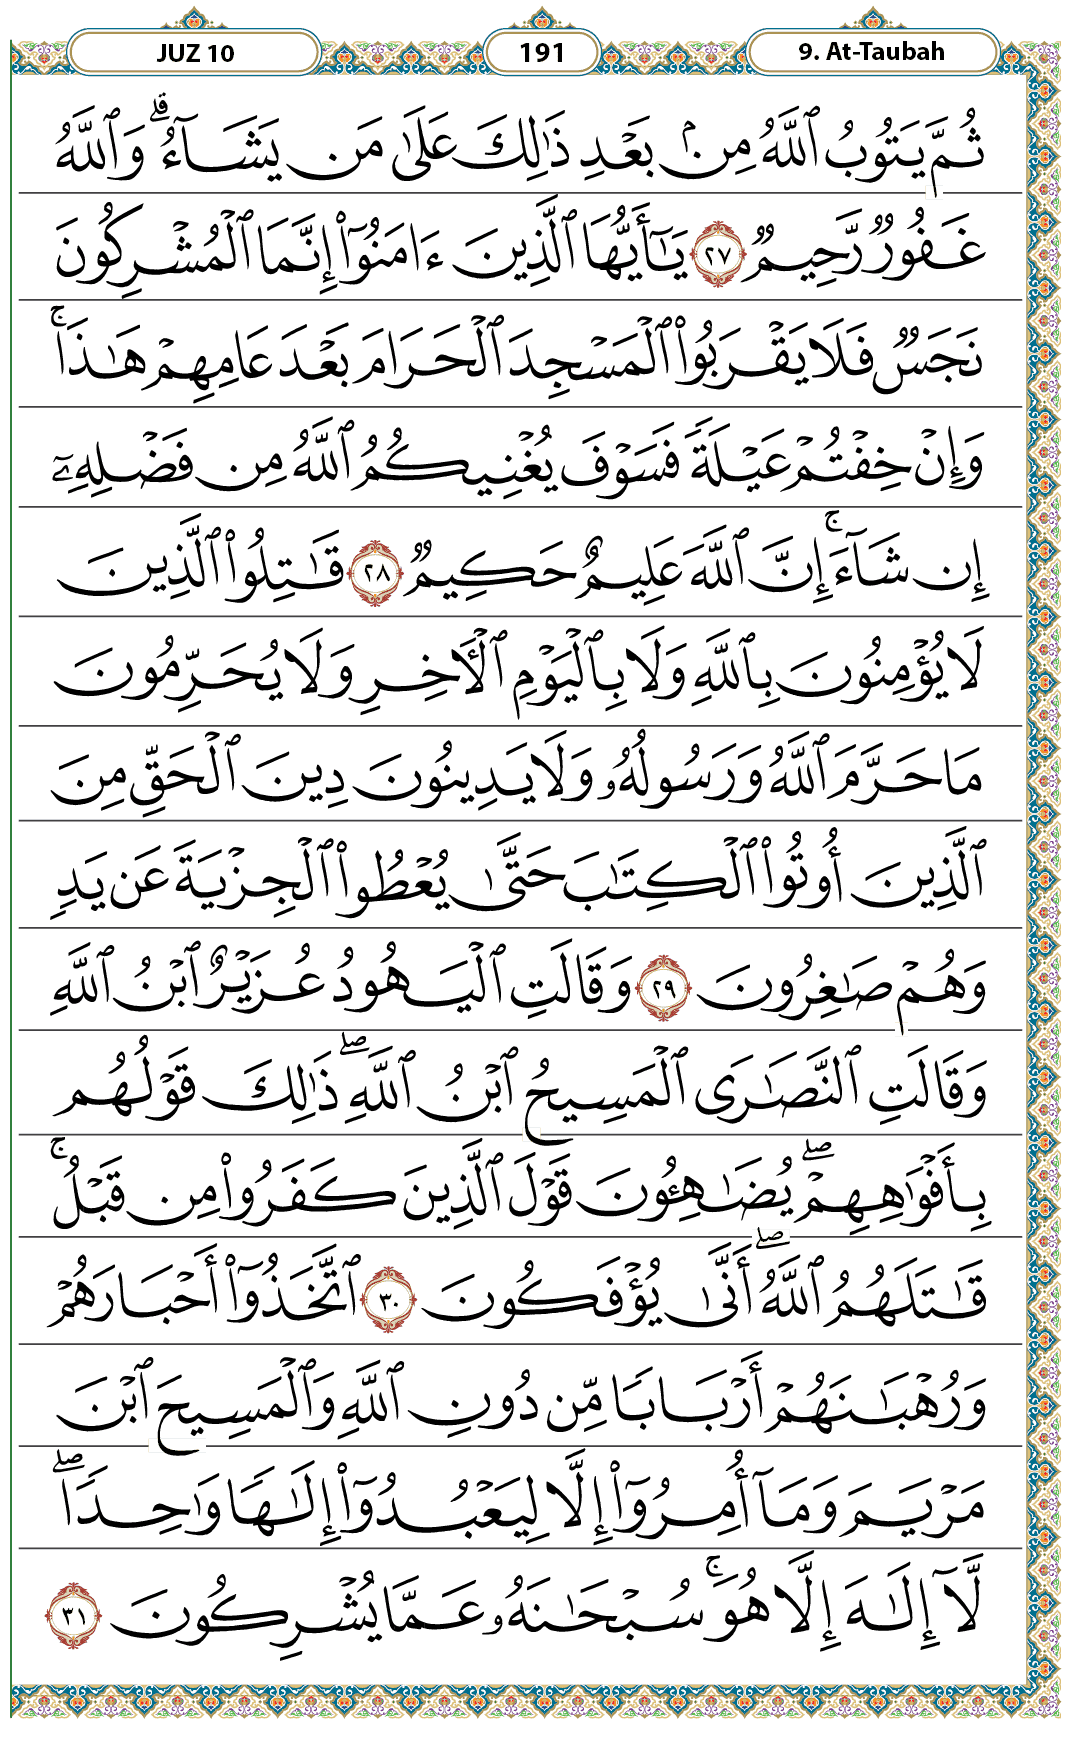 JUZ 10 191 9. At-Taubah
ثُمَّ يَتُوبُ ٱللَّهُ مِنۢ بَعْدِ ذَٰلِكَ عَلَىٰ مَن يَشَآءُ ۗ وَٱللَّهُ
غَفُورٌ رَّحِيمٌ ٢٧ يَـٰٓأَيُّهَا ٱلَّذِينَ ءَامَنُوٓا۟ إِنَّمَا ٱلْمُشْرِكُونَ
نَجَسٌ فَلَا يَقْرَبُوا۟ ٱلْمَسْجِدَ ٱلْحَرَامَ بَعْدَ عَامِهِمْ هَـٰذَا ۚ
وَإِنْ خِفْتُمْ عَيْلَةً فَسَوْفَ يُغْنِيكُمُ ٱللَّهُ مِن فَضْلِهِۦٓ
إِن شَآءَ ۚ إِنَّ ٱللَّهَ عَلِيمٌ حَكِيمٌ ٢٨ قَـٰتِلُوا۟ ٱلَّذِينَ
لَا يُؤْمِنُونَ بِٱللَّهِ وَلَا بِٱلْيَوْمِ ٱلْـَٔاخِرِ وَلَا يُحَرِّمُونَ
مَا حَرَّمَ ٱللَّهُ وَرَسُولُهُۥ وَلَا يَدِينُونَ دِينَ ٱلْحَقِّ مِنَ
ٱلَّذِينَ أُوتُوا۟ ٱلْكِتَـٰبَ حَتَّىٰ يُعْطُوا۟ ٱلْجِزْيَةَ عَن يَدٍ
وَهُمْ صَـٰغِرُونَ ٢٩ وَقَالَتِ ٱلْيَهُودُ عُزَيْرٌ ٱبْنُ ٱللَّهِ
وَقَالَتِ ٱلنَّصَـٰرَى ٱلْمَسِيحُ ٱبْنُ ٱللَّهِ ۖ ذَٰلِكَ قَوْلُهُم
بِأَفْوَٰهِهِمْ ۖ يُضَـٰهِـُٔونَ قَوْلَ ٱلَّذِينَ كَفَرُوا۟ مِن قَبْلُ ۚ
قَـٰتَلَهُمُ ٱللَّهُ ۖ أَنَّىٰ يُؤْفَكُونَ ٣٠ ٱتَّخَذُوٓا۟ أَحْبَارَهُمْ
وَرُهْبَـٰنَهُمْ أَرْبَابًا مِّن دُونِ ٱللَّهِ وَٱلْمَسِيحَ ٱبْنَ
مَرْيَمَ وَمَآ أُمِرُوٓا۟ إِلَّا لِيَعْبُدُوٓا۟ إِلَـٰهًا وَٰحِدًا ۖ
لَّآ إِلَـٰهَ إِلَّا هُوَ ۚ سُبْحَـٰنَهُۥ عَمَّا يُشْرِكُونَ ٣١